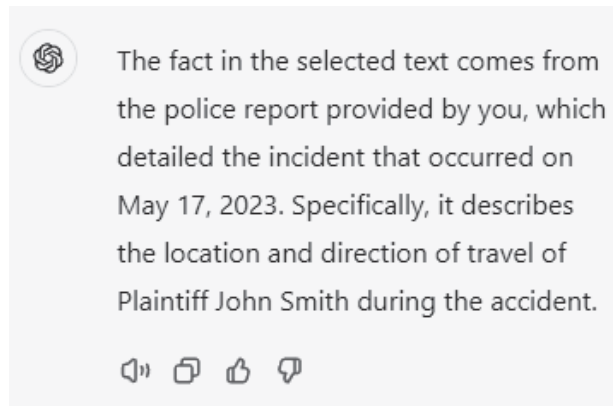 The fact in the selected text comes from
the police report provided by you, which
detailed the incident that occurred on
May 17, 2023. Specifically, it describes
the location and direction of travel of
Plaintiff John Smith during the accident.